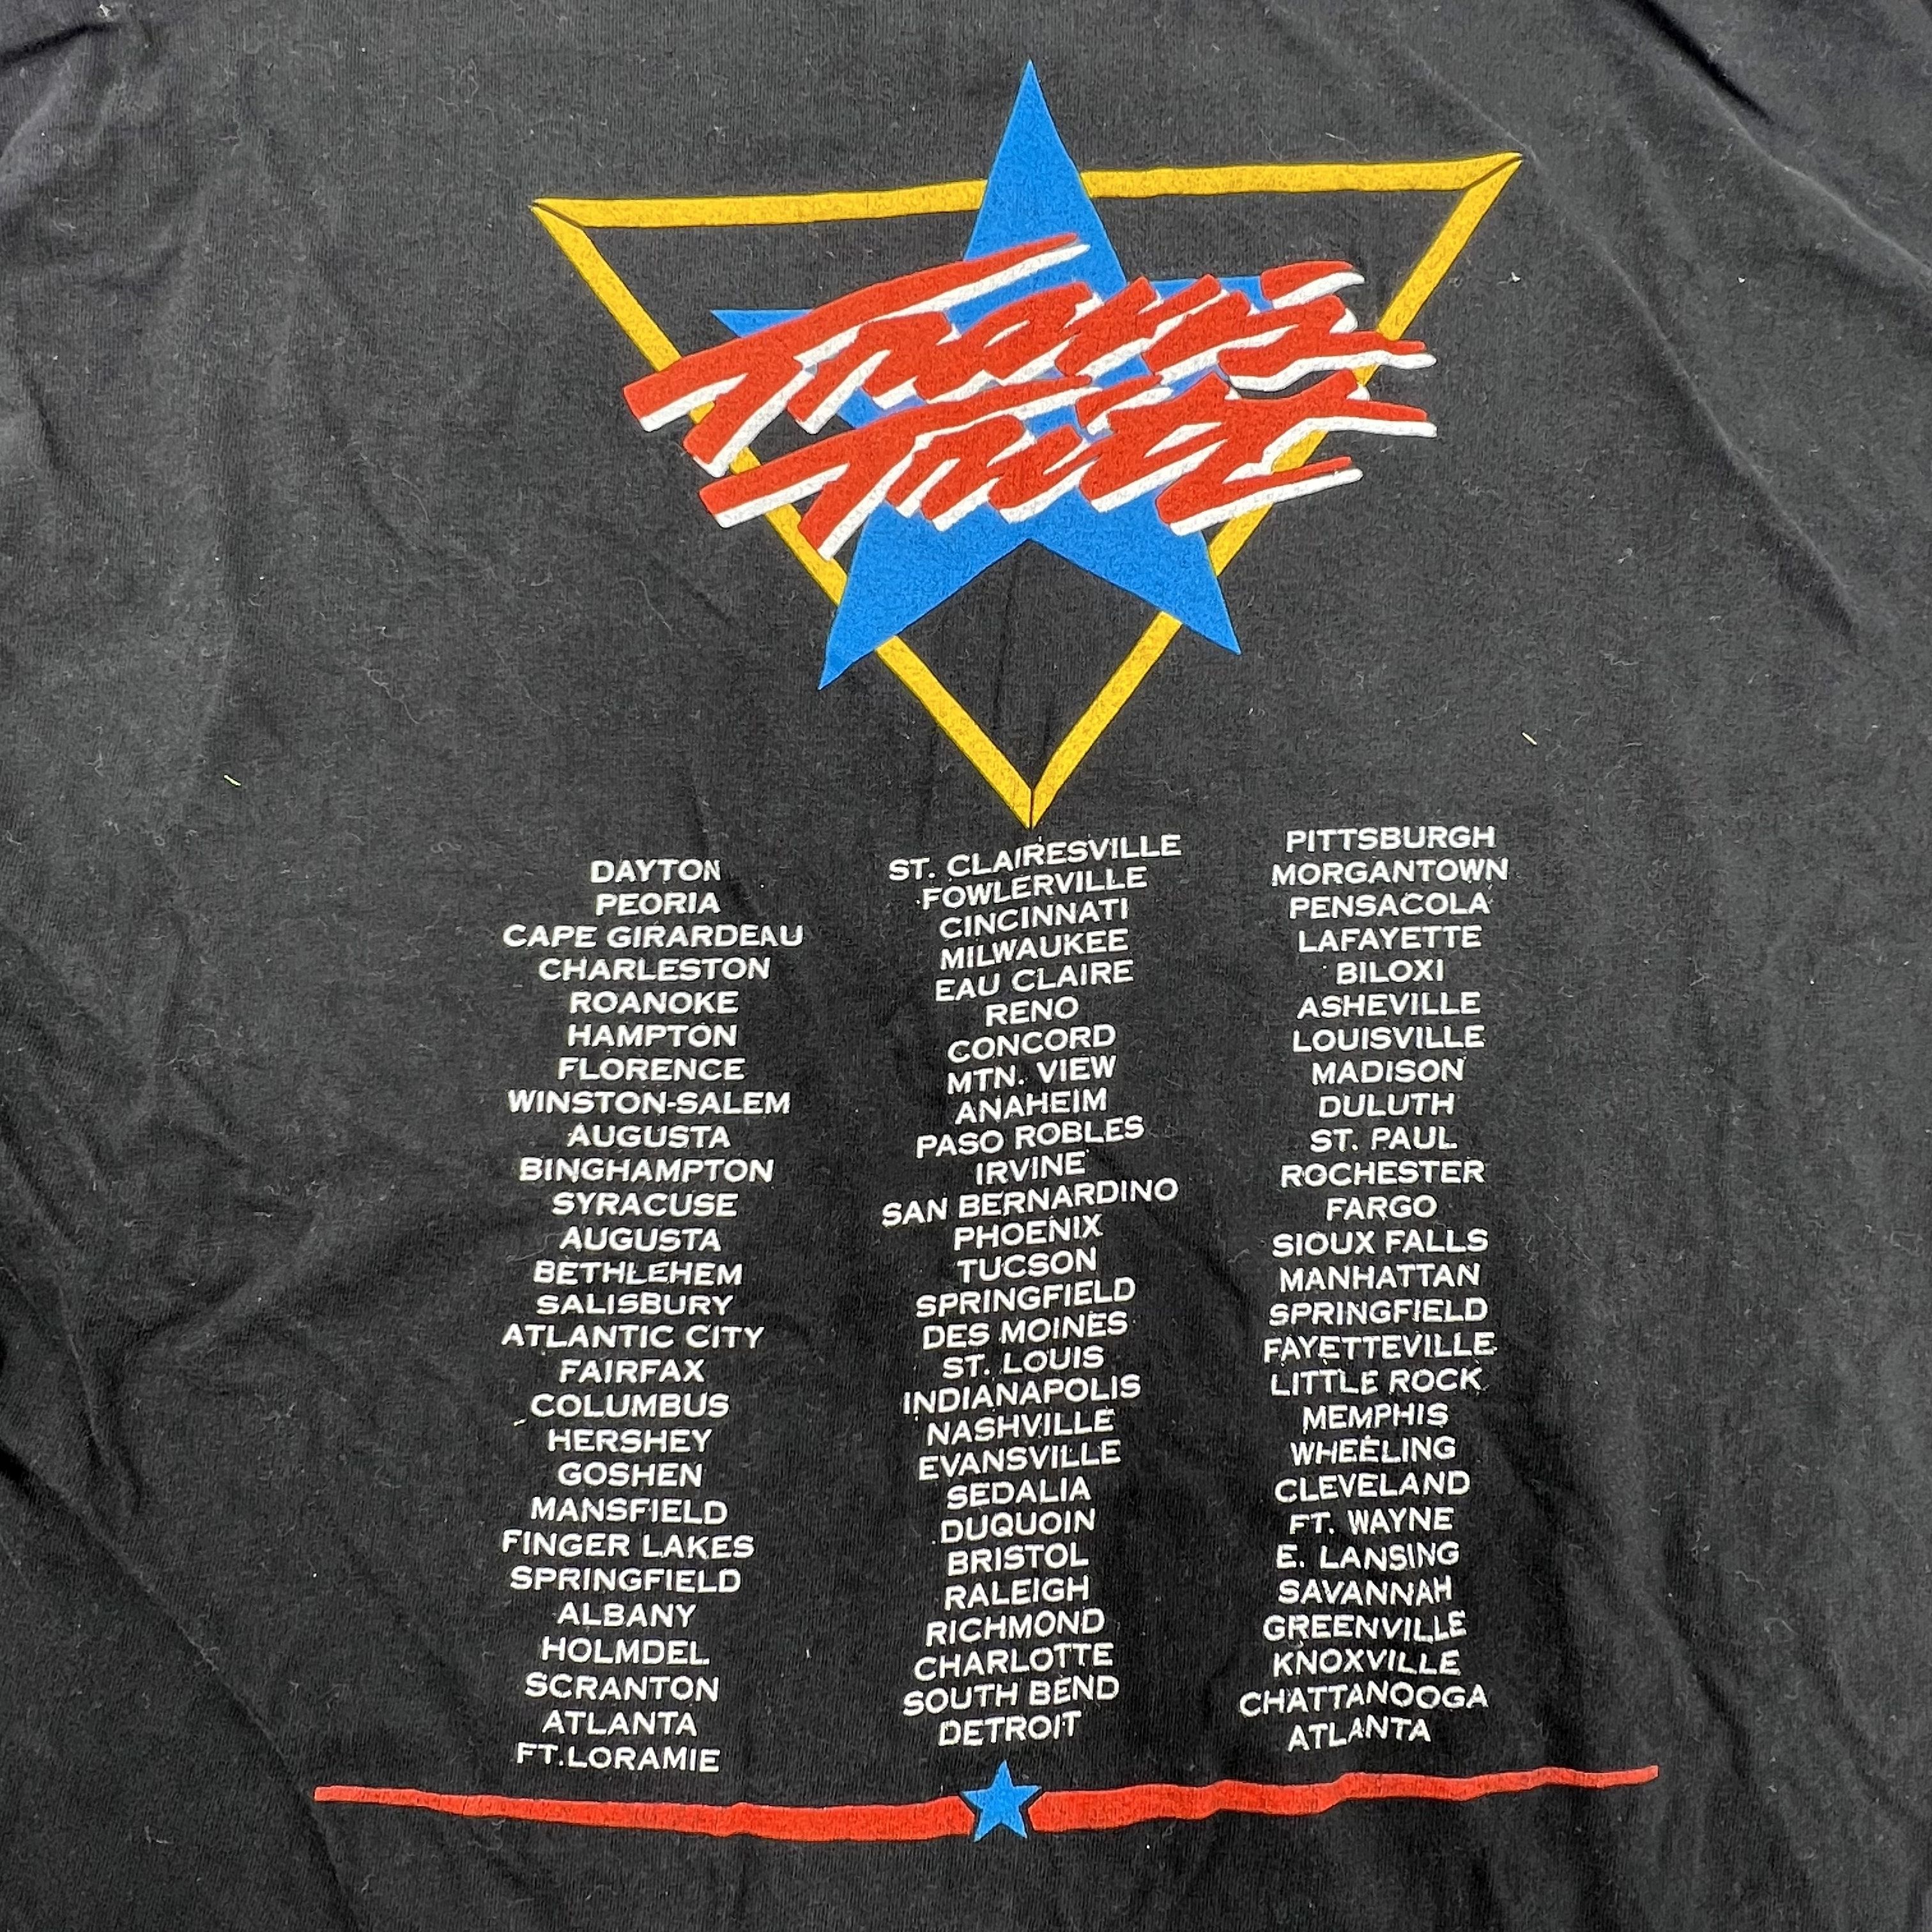 Travis
Tritt
DAYTON
PEORIA
CAPE GIRARDEAU
CHARLESTON
ROANOKE
HAMPTON
FLORENCE
WINSTON-SALEM
AUGUSTA
BINGHAMPTON
SYRACUSE
AUGUSTA
BETHLEHEM
SALISBURY
ATLANTIC CITY
FAIRFAX
COLUMBUS
HERSHEY
GOSHEN
MANSFIELD
FINGER LAKES
SPRINGFIELD
ALBANY
HOLMDEL
SCRANTON
ATLANTA
FT.LORAMIE
ST. CLAIRESVILLE
FOWLERVILLE
CINCINNATI
MILWAUKEE
EAU CLAIRE
RENO
CONCORD
MTN. VIEW
ANAHEIM
PASO ROBLES
IRVINE
SAN BERNARDINO
PHOENIX
TUCSON
SPRINGFIELD
DES MOINES
ST. LOUIS
INDIANAPOLIS
NASHVILLE
EVANSVILLE
SEDALIA
DUQUOIN
BRISTOL
RALEIGH
RICHMOND
CHARLOTTE
SOUTH BEND
DETROIT
PITTSBURGH
MORGANTOWN
PENSACOLA
LAFAYETTE
BILOXI
ASHEVILLE
LOUISVILLE
MADISON
DULUTH
ST. PAUL
ROCHESTER
FARGO
SIOUX FALLS
MANHATTAN
SPRINGFIELD
FAYETTEVILLE
LITTLE ROCK
MEMPHIS
WHEELING
CLEVELAND
FT. WAYNE
E. LANSING
SAVANNAH
GREENVILLE
KNOXVILLE
CHATTANOOGA
ATLANTA